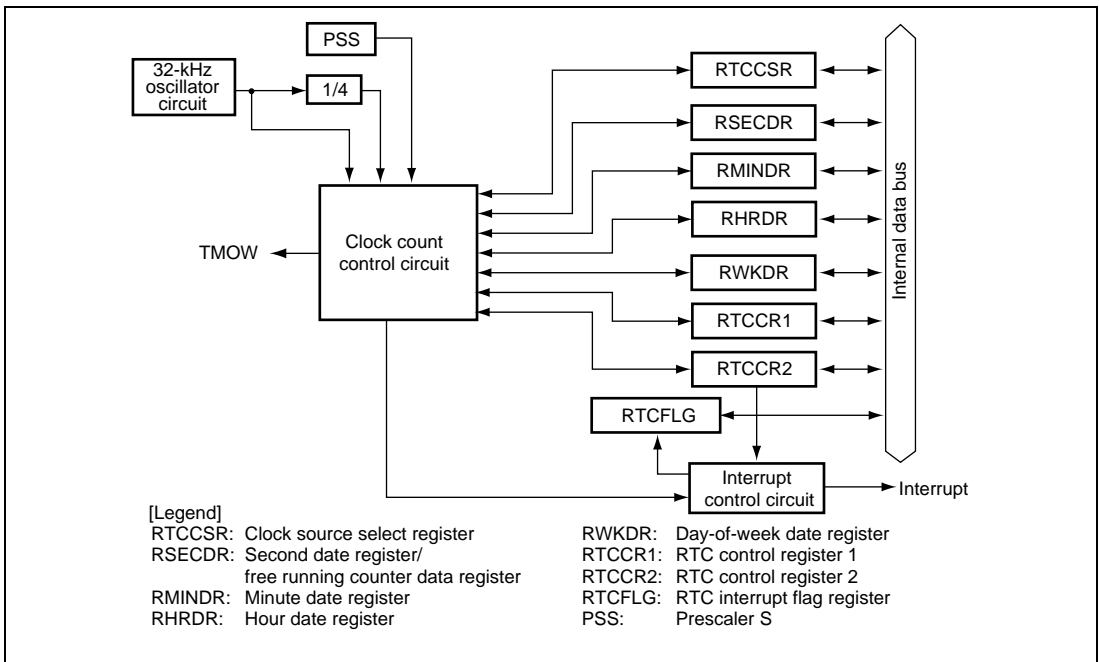 PSS
32-kHz
oscillator
circuit
1/4
RTCCSR
RSECDR
RMINDR
RHRDR
RWKDR
RTCCR1
RTCCR2
RTCFLG
Internal data bus
Clock count
control circuit
TMOW
Interrupt
control circuit
Interrupt
[Legend]
RTCCSR: Clock source select register
RSECDR: Second date register/
free running counter data register
RMINDR: Minute date register
RHRDR: Hour date register
RWKDR: Day-of-week date register
RTCCR1: RTC control register 1
RTCCR2: RTC control register 2
RTCFLG: RTC interrupt flag register
PSS: Prescaler S